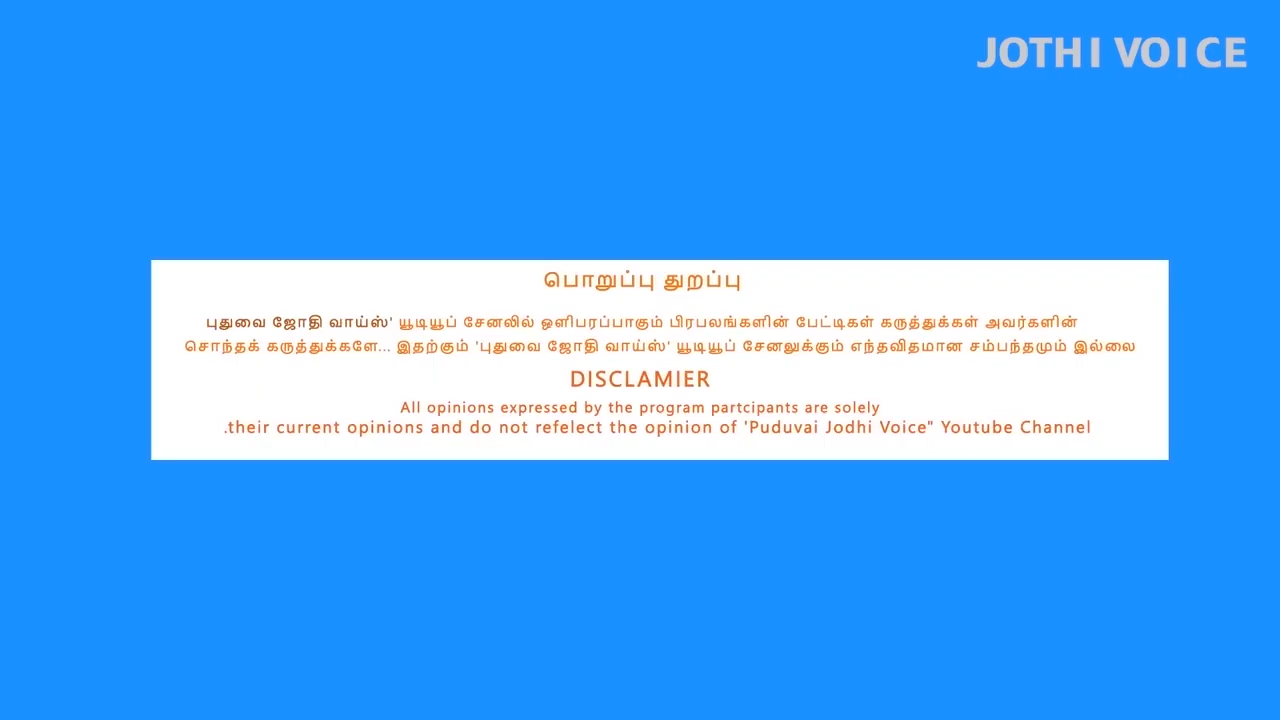 JOTHI VOICE
பொறுப்பு துறப்பு
புதுவை ஜோதி வாய்ஸ்' யூடியூப் சேனலில் ஒளிபரப்பாகும் பிரபலங்களின் பேட்டிகள் கருத்துக்கள் அவர்களின்
சொந்தக் கருத்துக்களே... இதற்கும் 'புதுவை ஜோதி வாய்ஸ்' யூடியூப் சேனலுக்கும் எந்தவிதமான சம்பந்தமும் இல்லை
DISCLAMIER
All opinions expressed by the program partcipants are solely
.their current opinions and do not refelect the opinion of 'Puduvai Jodhi Voice" Youtube Channel